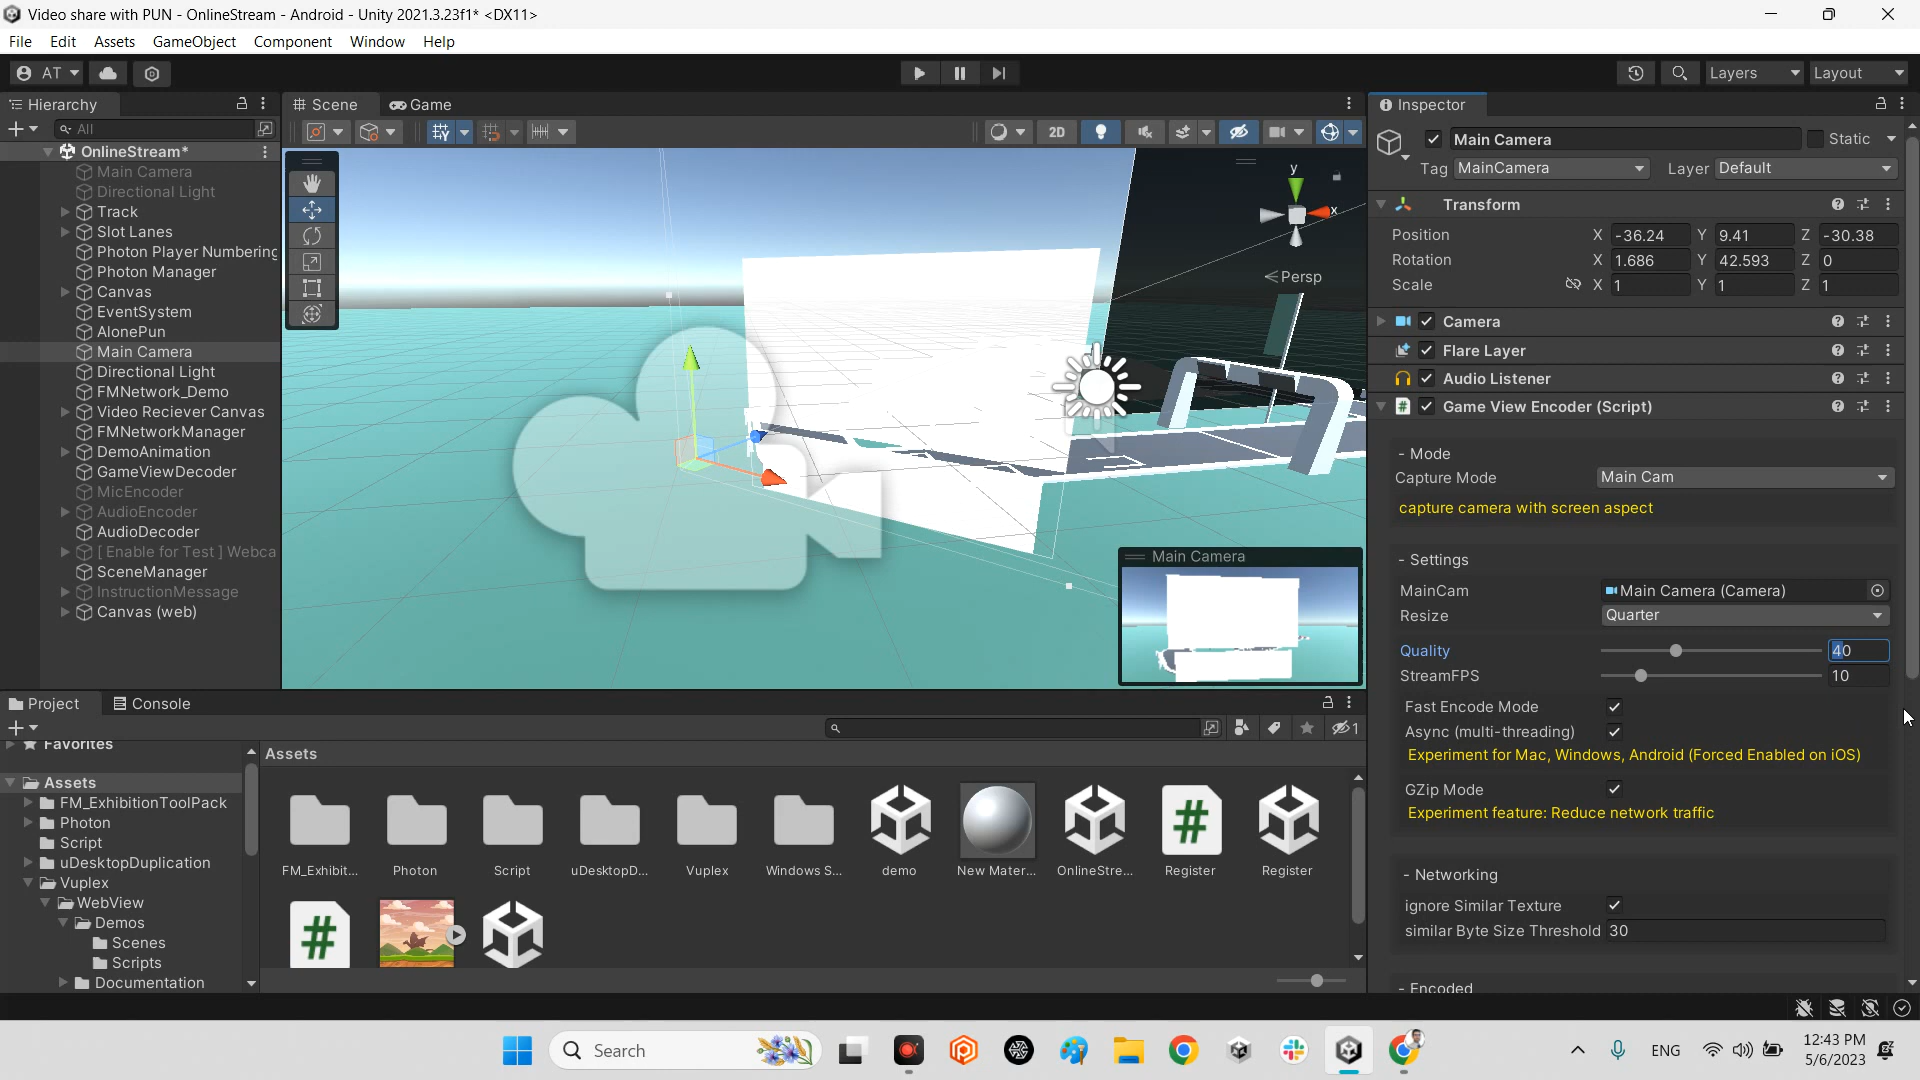 Video share with PUN - OnlineStream - Android - Unity 2021.3.23f1* <DX11>
File Edit Assets GameObject Component Window Help
AT
Layers Layout
Hierarchy
All
OnlineStream*
Main Camera
Directional Light
Track
Slot Lanes
Photon Player Numbering
Photon Manager
Canvas
EventSystem
AlonePun
Main Camera
Directional Light
FMNetwork_Demo
Video Reciever Canvas
FMNetworkManager
DemoAnimation
GameViewDecoder
MicEncoder
AudioEncoder
AudioDecoder
[ Enable for Test ] Webca
SceneManager
InstructionMessage
Canvas (web)
Scene Game
2D
y
x
Persp
Main Camera
Inspector
Main Camera Static
Tag MainCamera Layer Default
Transform
Position X -36.24 Y 9.41 Z -30.38
Rotation X 1.686 Y 42.593 Z 0
Scale X 1 Y 1 Z 1
Camera
Flare Layer
Audio Listener
# Game View Encoder (Script)
- Mode
Capture Mode Main Cam
capture camera with screen aspect
- Settings
MainCam Main Camera (Camera)
Resize Quarter
Quality 40
StreamFPS 10
Fast Encode Mode
Async (multi-threading)
Experiment for Mac, Windows, Android (Forced Enabled on iOS)
GZip Mode
Experiment feature: Reduce network traffic
- Networking
ignore Similar Texture
similar Byte Size Threshold 30
- Encoded
Project Console
1
Favorites
Assets
FM_ExhibitionToolPack
Photon
Script
uDesktopDuplication
Vuplex
WebView
Demos
Scenes
Scripts
Documentation
Assets
FM_Exhibit... Photon Script uDesktopD... Vuplex Windows S... demo New Mater... OnlineStre... Register Register
Search
ENG
12:43 PM
5/6/2023